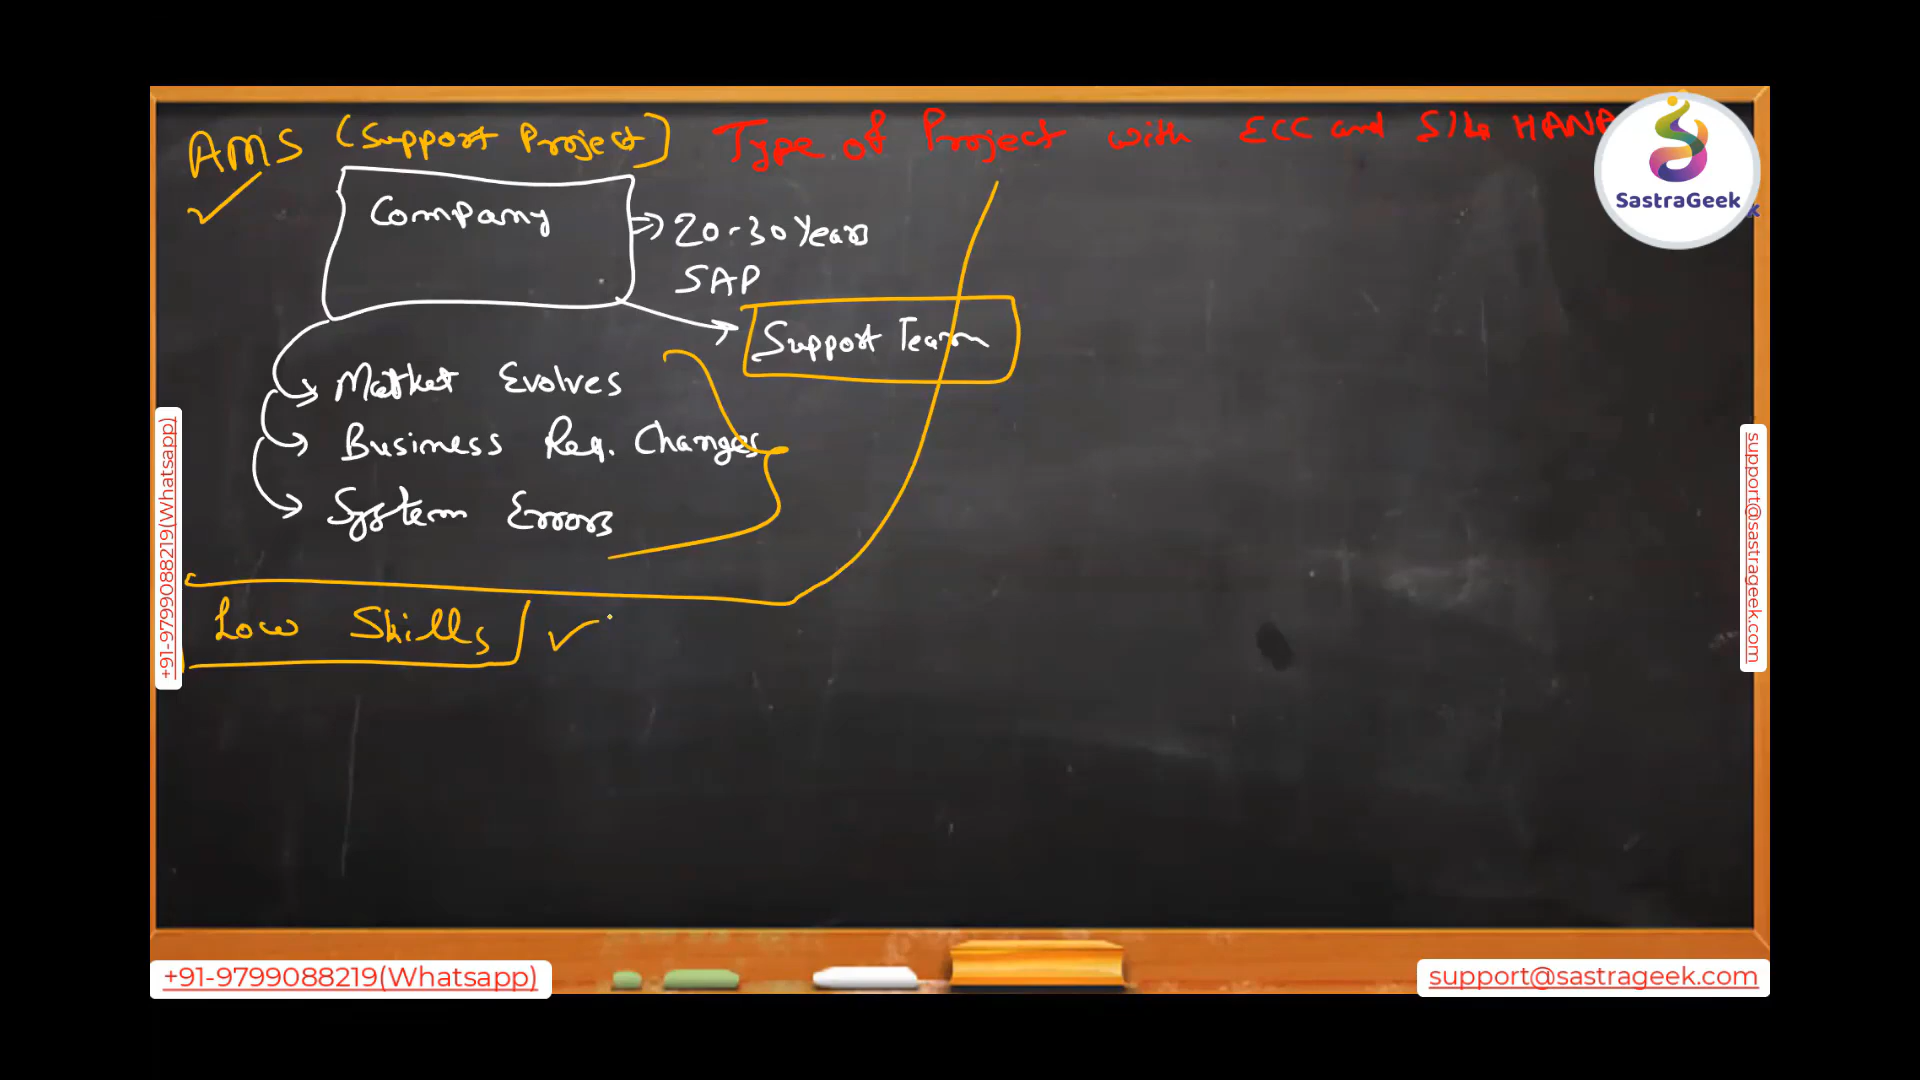 AMS (Support Project) Type of Project with ECC and S/4 HANA
SastraGeek
Company
20-30 Years
SAP
Support Team
Market Evolves
Business Req. Changes
System Errors
Low Skills
+91-9799088219(Whatsapp)
support@sastrageek.com
+91-9799088219(Whatsapp)
support@sastrageek.com